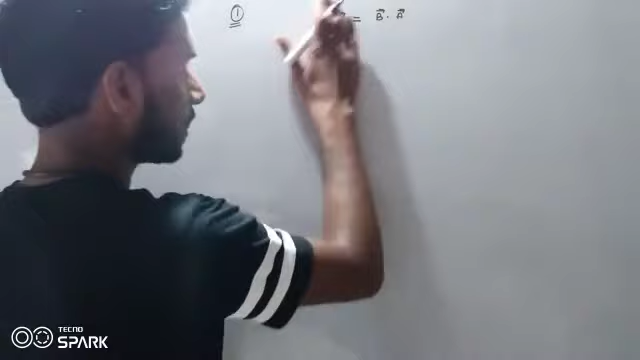 ① = B⃗ . A⃗
TECNO
SPARK